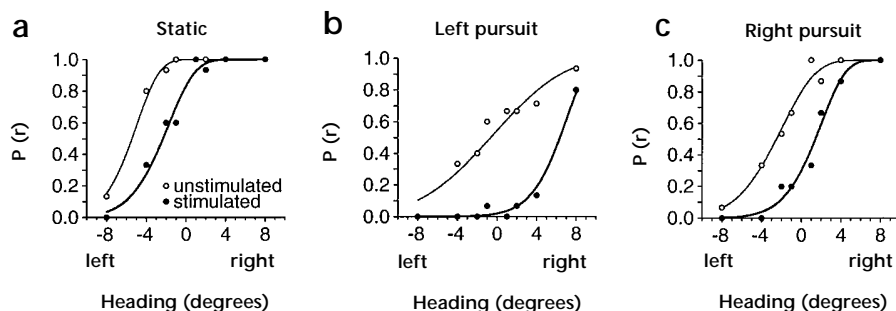 a Static
P (r)
1.0
0.8
0.6
0.4
0.2
0.0
unstimulated
stimulated
-8 -4 0 4 8
left right
Heading (degrees)
b Left pursuit
P (r)
1.0
0.8
0.6
0.4
0.2
0.0
-8 -4 0 4 8
left right
Heading (degrees)
c Right pursuit
P (r)
1.0
0.8
0.6
0.4
0.2
0.0
-8 -4 0 4 8
left right
Heading (degrees)